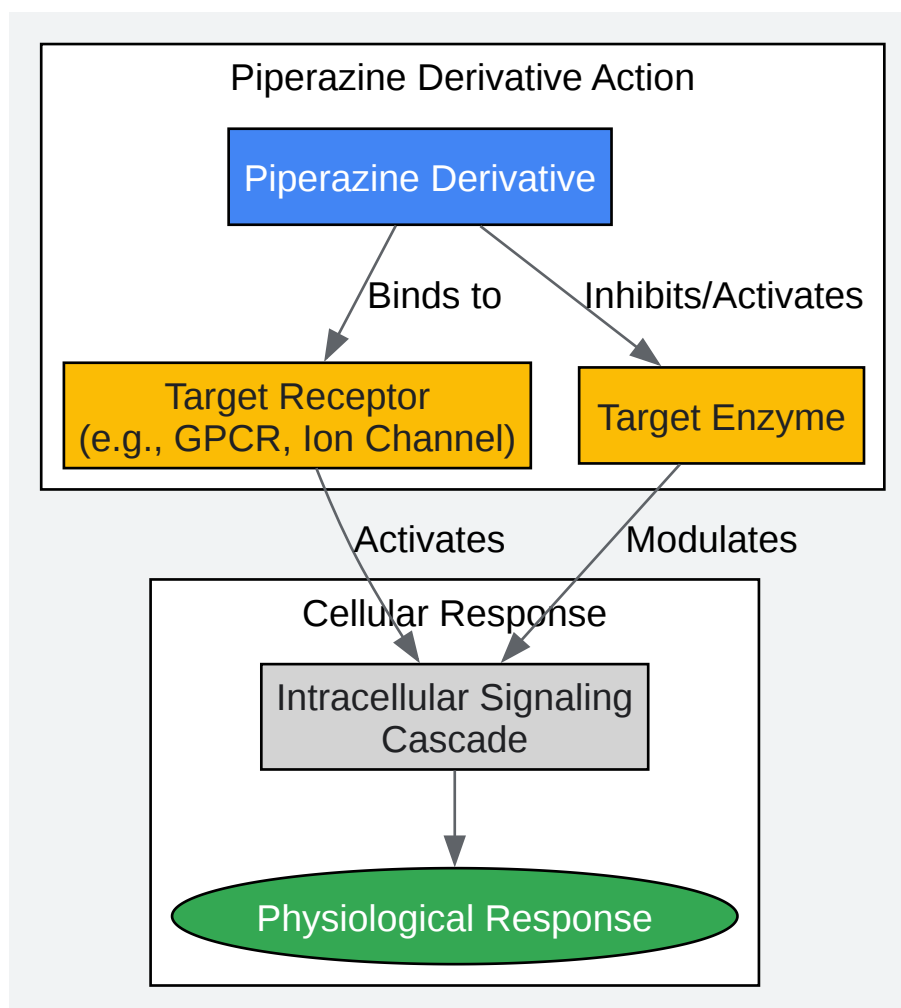 Piperazine Derivative Action
Piperazine Derivative
Binds to
Inhibits/Activates
Target Receptor
(e.g., GPCR, Ion Channel)
Target Enzyme
Activates
Modulates
Cellular Response
Intracellular Signaling
Cascade
Physiological Response